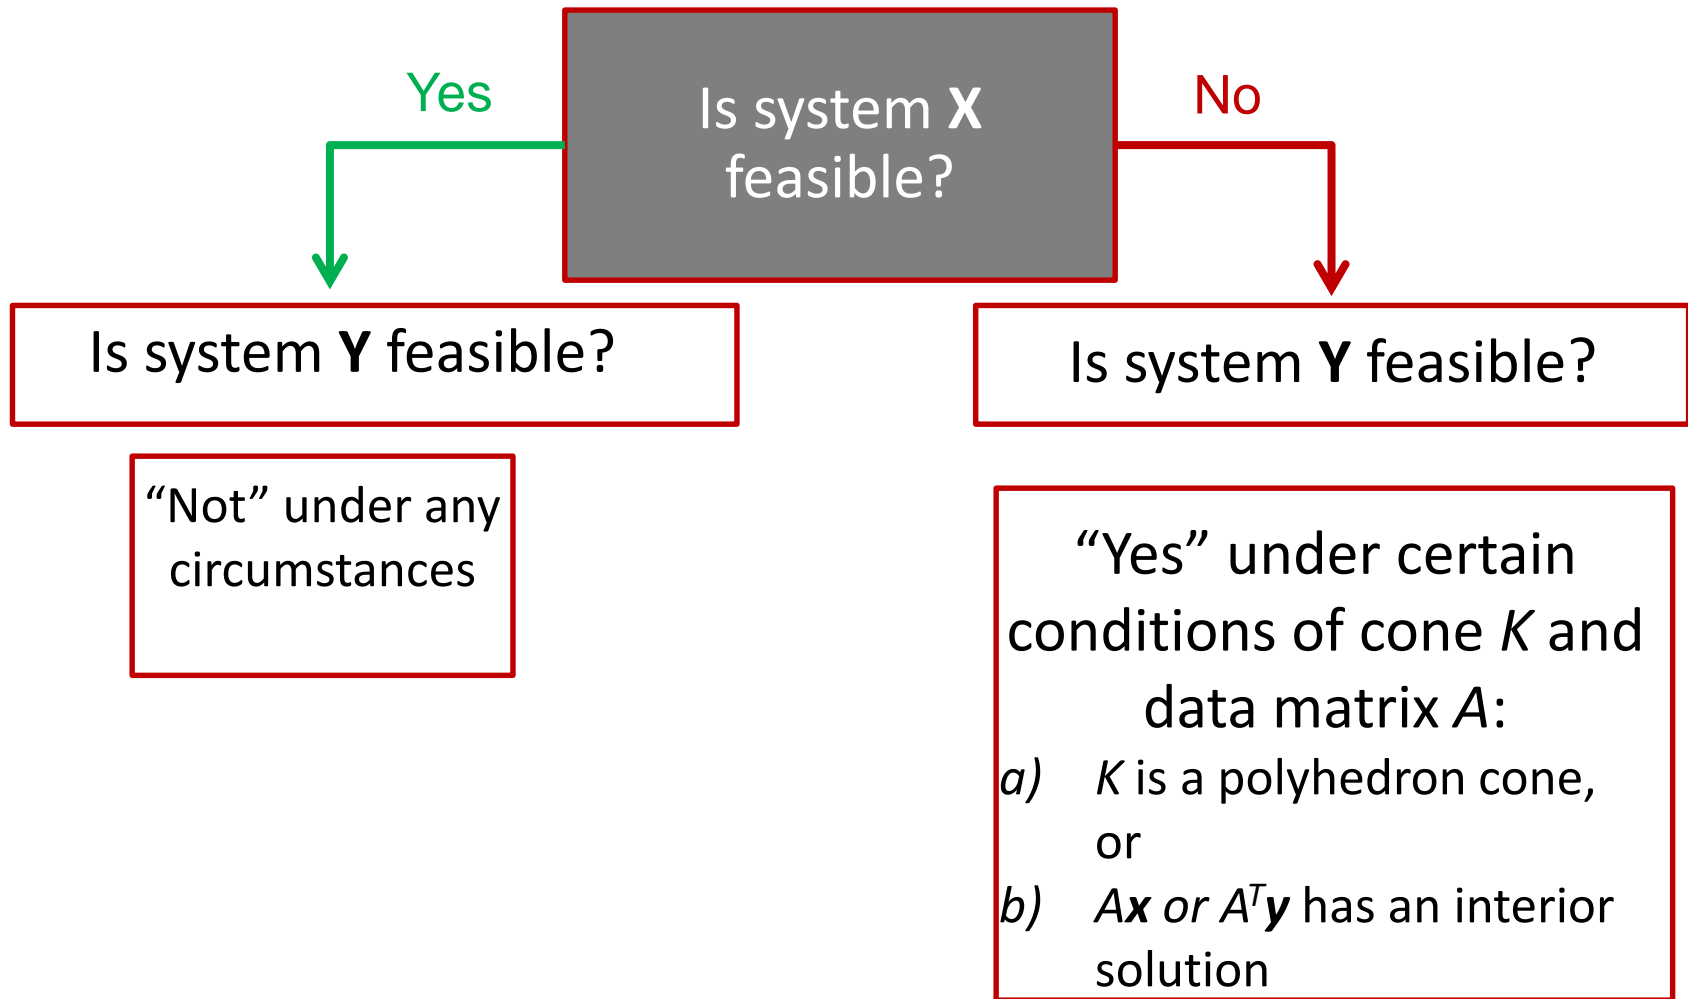 Yes
Is system X
feasible?
No
Is system Y feasible?
Is system Y feasible?
“Not” under any
circumstances
“Yes” under certain
conditions of cone K and
data matrix A:
a) K is a polyhedron cone,
or
b) Ax or Aᵀy has an interior
solution